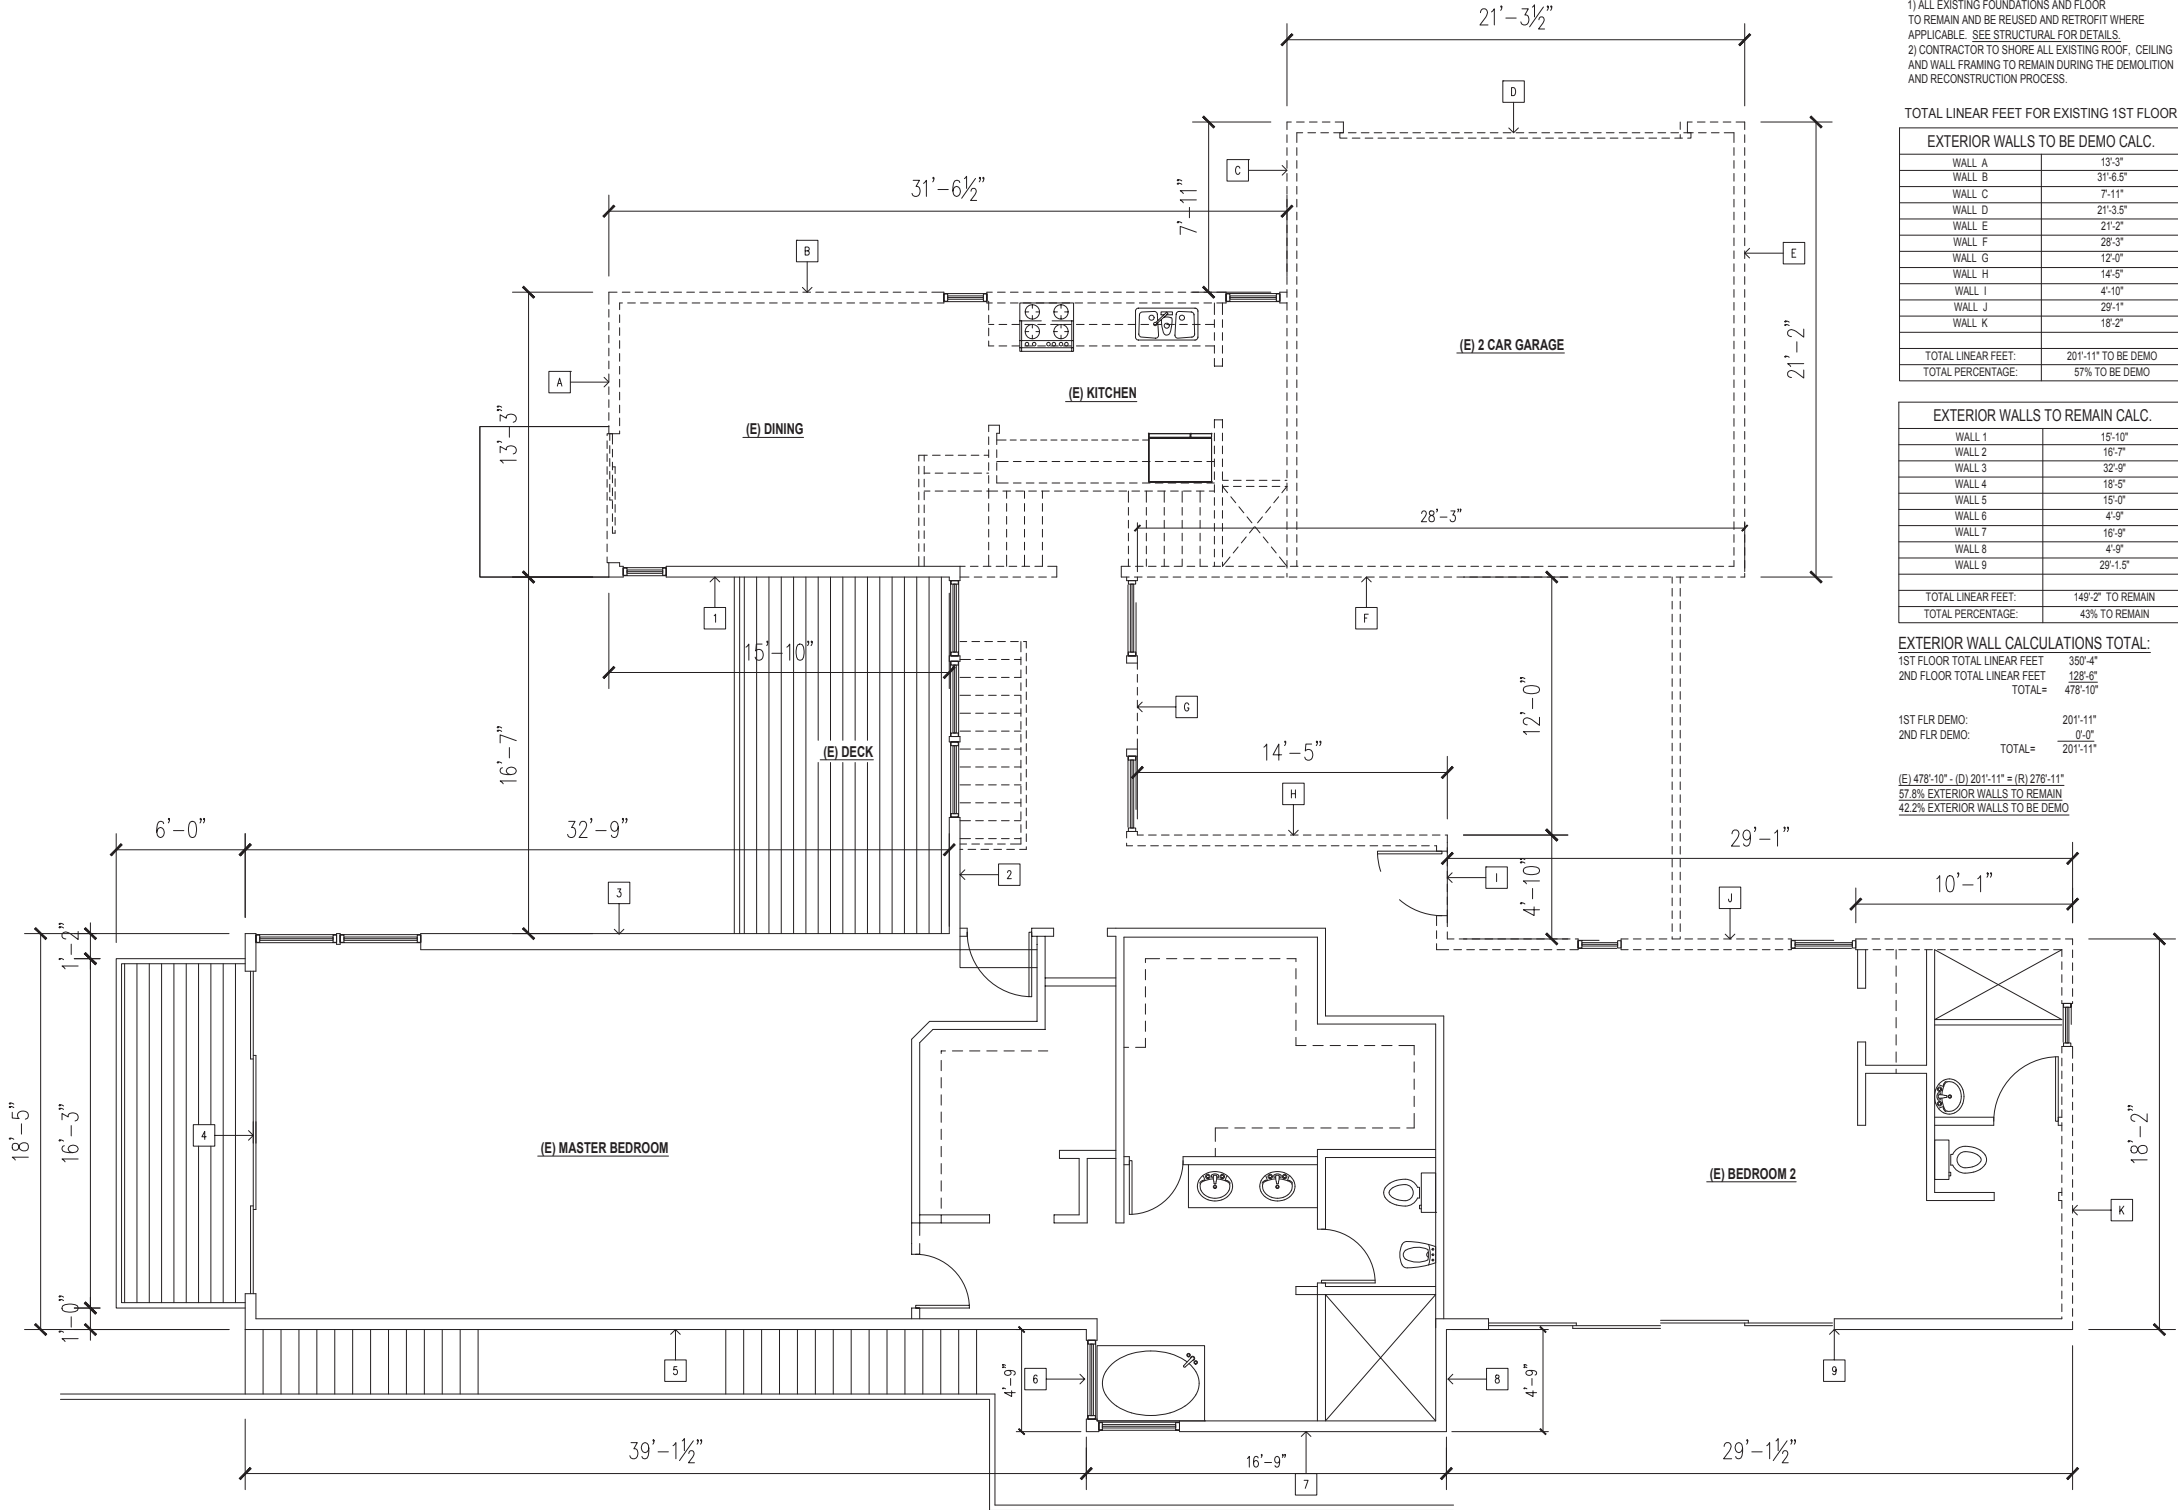 1) ALL EXISTING FOUNDATIONS AND FLOOR
TO REMAIN AND BE REUSED AND RETROFIT WHERE
APPLICABLE. SEE STRUCTURAL FOR DETAILS.
2) CONTRACTOR TO SHORE ALL EXISTING ROOF, CEILING
AND WALL FRAMING TO REMAIN DURING THE DEMOLITION
AND RECONSTRUCTION PROCESS.
TOTAL LINEAR FEET FOR EXISTING 1ST FLOOR
EXTERIOR WALLS TO BE DEMO CALC.
WALL A 13'-3"
WALL B 31'-6.5"
WALL C 7'-11"
WALL D 21'-3.5"
WALL E 21'-2"
WALL F 28'-3"
WALL G 12'-0"
WALL H 14'-5"
WALL I 4'-10"
WALL J 29'-1"
WALL K 18'-2"
TOTAL LINEAR FEET: 201'-11" TO BE DEMO
TOTAL PERCENTAGE: 57% TO BE DEMO
EXTERIOR WALLS TO REMAIN CALC.
WALL 1 15'-10"
WALL 2 16'-7"
WALL 3 32'-9"
WALL 4 18'-5"
WALL 5 15'-0"
WALL 6 4'-9"
WALL 7 16'-9"
WALL 8 4'-9"
WALL 9 29'-1.5"
TOTAL LINEAR FEET: 149'-2" TO REMAIN
TOTAL PERCENTAGE: 43% TO REMAIN
EXTERIOR WALL CALCULATIONS TOTAL:
1ST FLOOR TOTAL LINEAR FEET 350'-4"
2ND FLOOR TOTAL LINEAR FEET 128'-6"
TOTAL= 478'-10"
1ST FLR DEMO: 201'-11"
2ND FLR DEMO: 0'-0"
TOTAL= 201'-11"
(E) 478'-10" - (D) 201'-11" = (R) 276'-11"
57.8% EXTERIOR WALLS TO REMAIN
42.2% EXTERIOR WALLS TO BE DEMO
21'-3½"
D
C
7'-11"
31'-6½"
B
E
21'-2"
(E) 2 CAR GARAGE
A
(E) KITCHEN
(E) DINING
13'-3"
28'-3"
1
F
15'-10"
G
12'-0"
16'-7"
(E) DECK
14'-5"
H
6'-0"
32'-9"
29'-1"
2
I
4'-10"
10'-1"
3
J
1'-2"
18'-5"
16'-3"
4
(E) MASTER BEDROOM
(E) BEDROOM 2
18'-2"
K
1'-0"
5
4'-9"
6
8
4'-9"
9
39'-1½"
16'-9"
7
29'-1½"